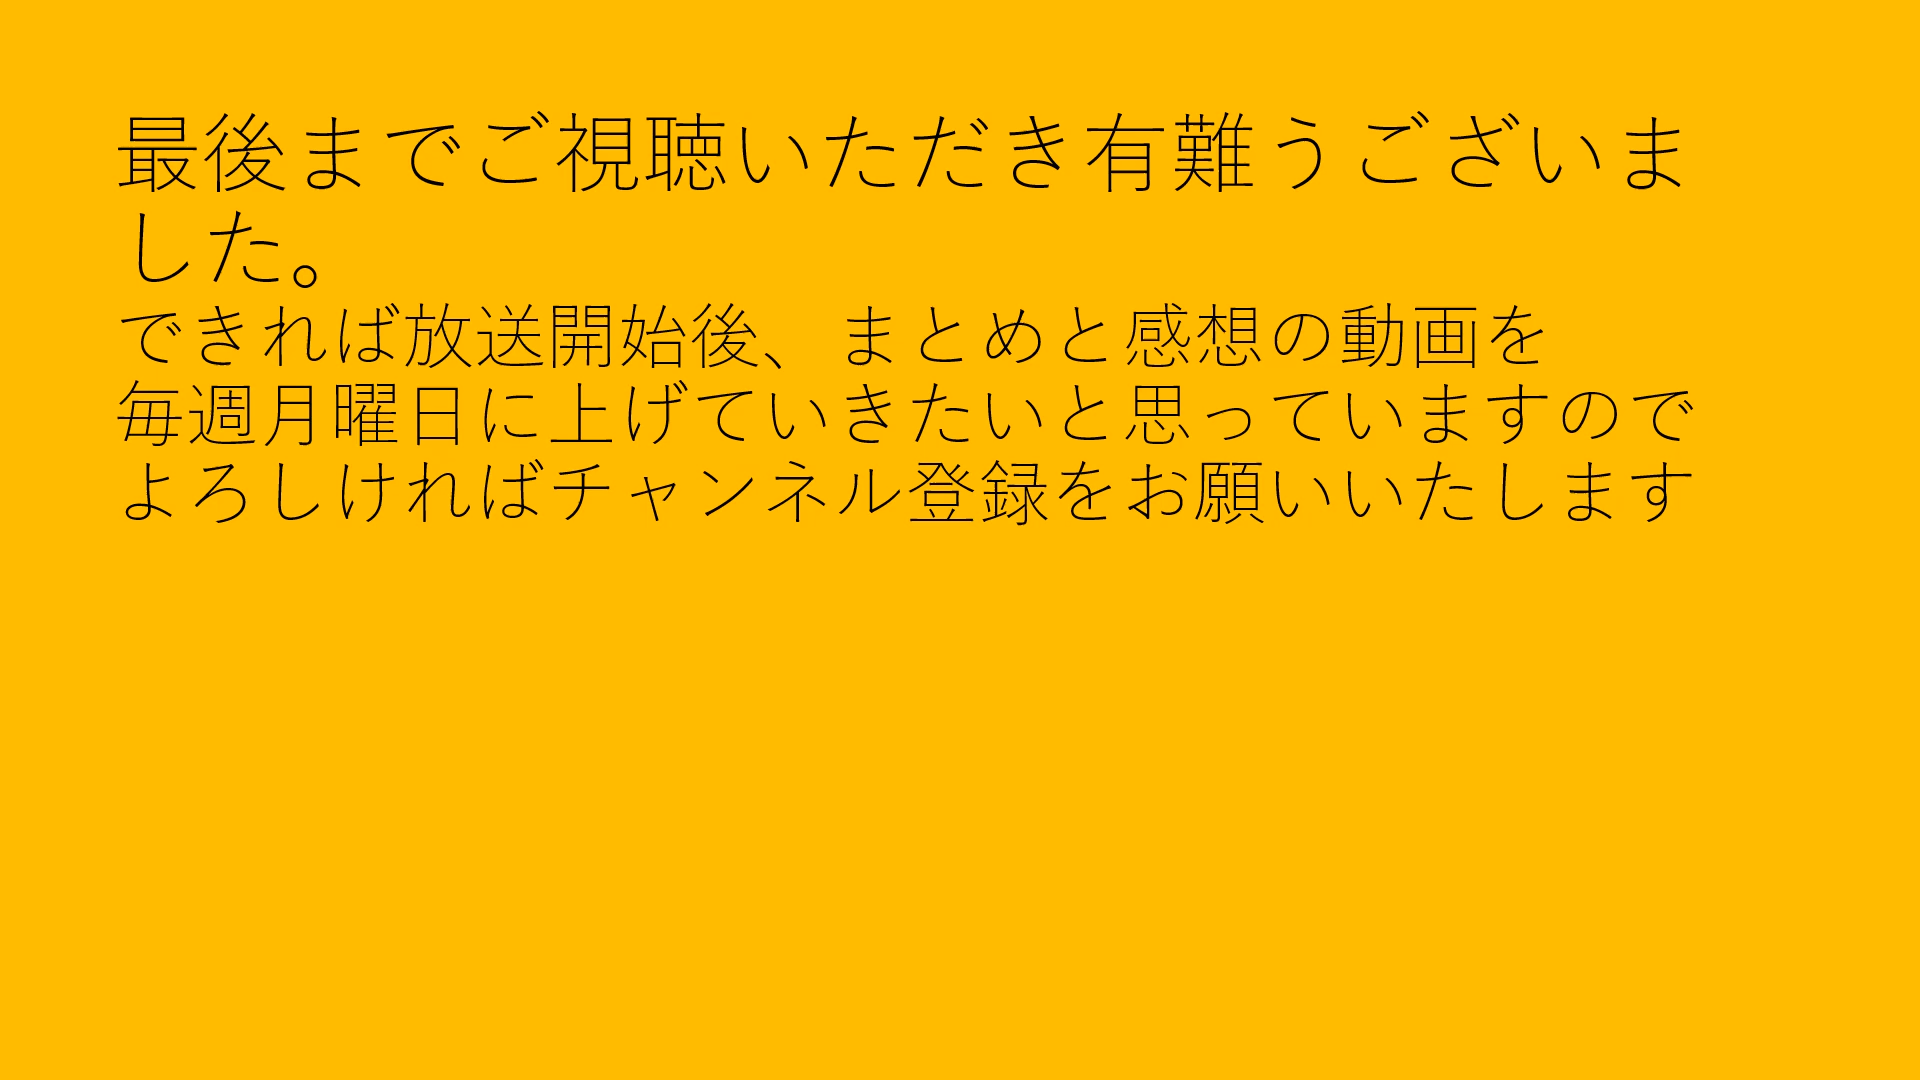 最後までご視聴いただき有難うございま
した。
できれば放送開始後、まとめと感想の動画を
毎週月曜日に上げていきたいと思っていますので
よろしければチャンネル登録をお願いいたします